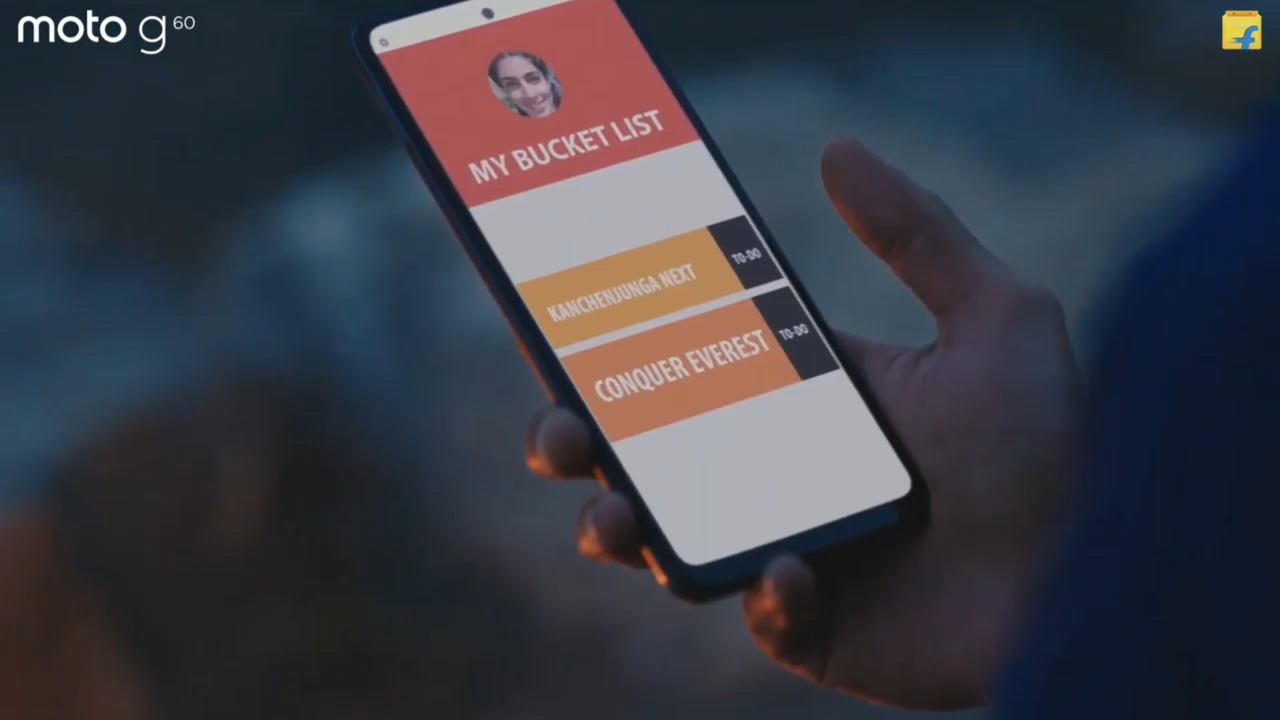 moto g60
MY BUCKET LIST
KANCHENJUNGA NEXT
TO-DO
CONQUER EVEREST
TO-DO